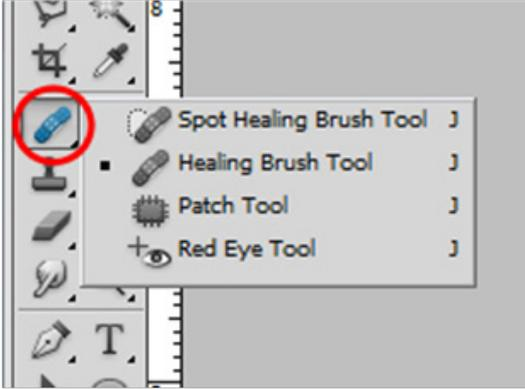 8
Spot Healing Brush Tool J
Healing Brush Tool J
Patch Tool J
Red Eye Tool J
T